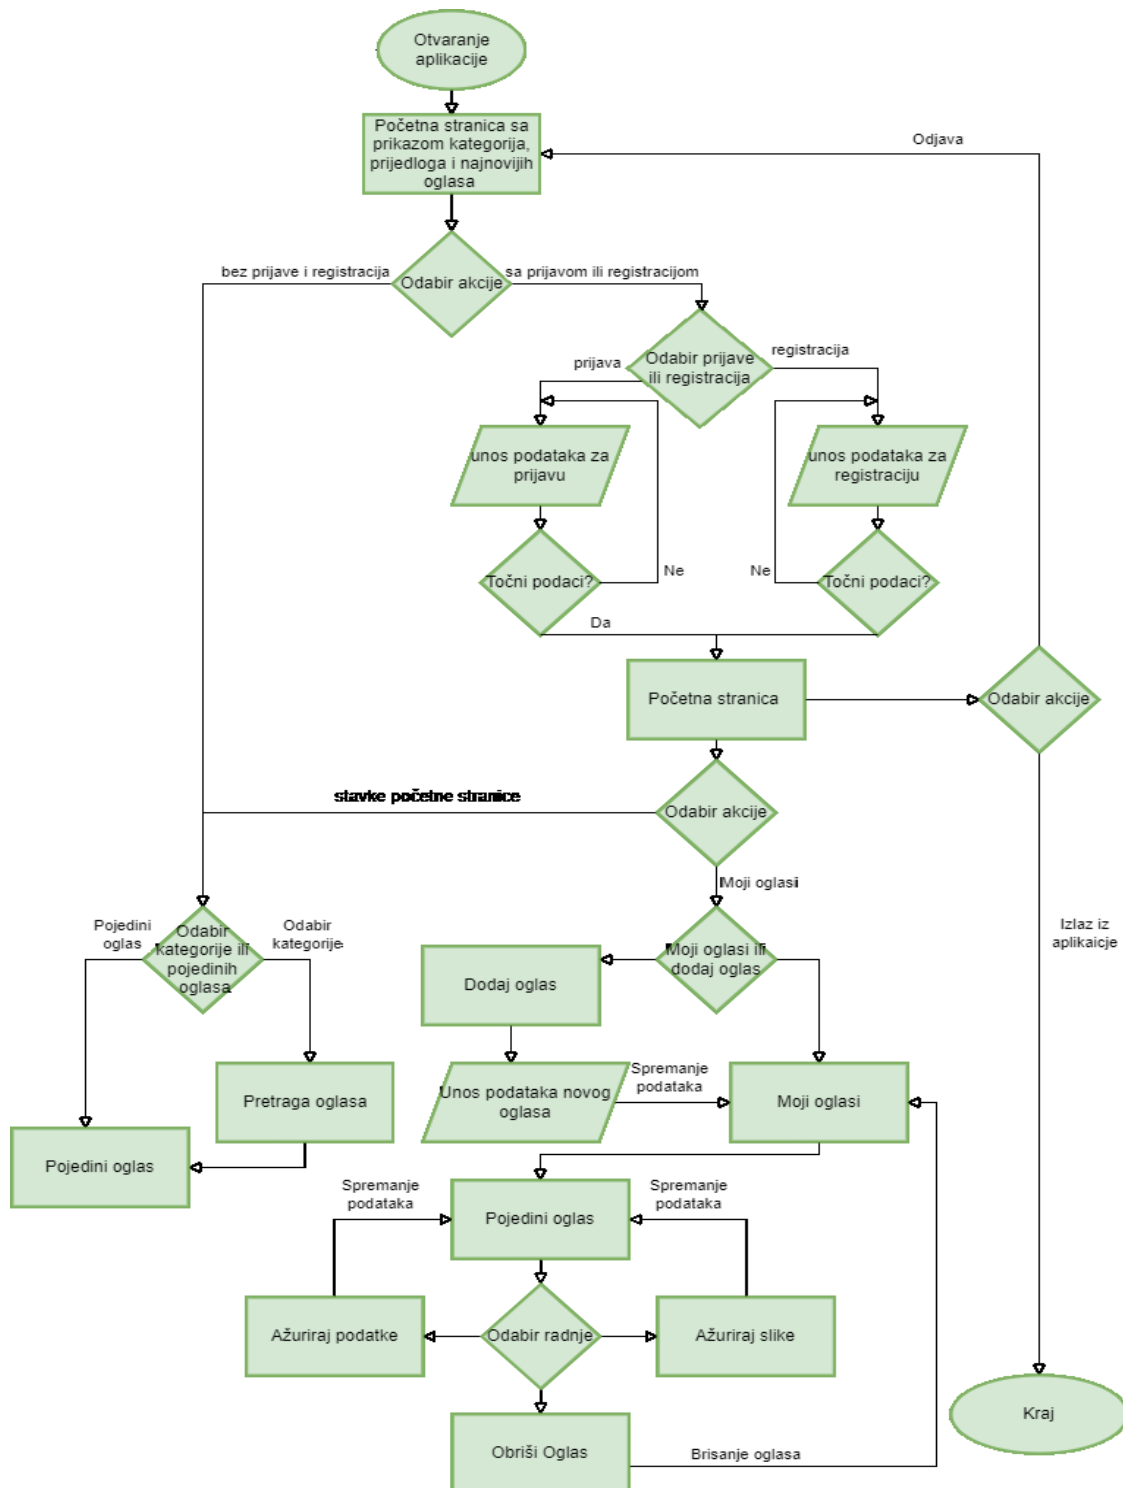 Otvaranje
aplikacije
Početna stranica sa
prikazom kategorija,
prijedloga i najnovijih
oglasa
Odjava
bez prijave i registracija
Odabir akcije
sa prijavom ili registracijom
Odabir prijave
ili registracija
prijava
registracija
unos podataka za
prijavu
unos podataka za
registraciju
Točni podaci?
Ne
Ne
Točni podaci?
Da
Početna stranica
Odabir akcije
stavke početne stranice
Odabir akcije
Moji oglasi
Pojedini
oglas
Odabir
kategorije ili
pojedinih
oglasa
Odabir
kategorije
Moji oglasi ili
dodaj oglas
Izlaz iz
aplikaicje
Dodaj oglas
Pretraga oglasa
Unos podataka novog
oglasa
Spremanje
podataka
Moji oglasi
Pojedini oglas
Spremanje
podataka
Pojedini oglas
Spremanje
podataka
Ažuriraj podatke
Odabir radnje
Ažuriraj slike
Kraj
Obriši Oglas
Brisanje oglasa